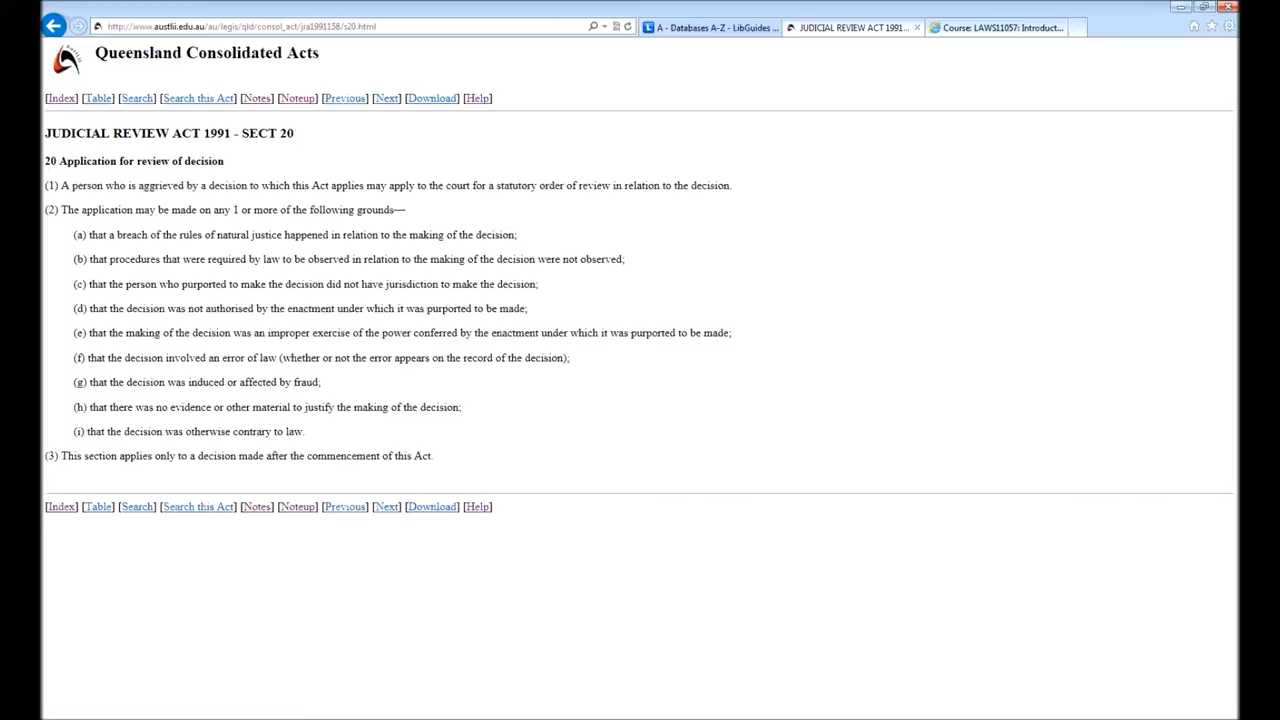 http://www.austlii.edu.au/au/legis/qld/consol_act/jra1991158/s20.html
A - Databases A-Z - LibGuides ...
JUDICIAL REVIEW ACT 1991...
Course: LAWS11057: Introduct...
Queensland Consolidated Acts
[Index] [Table] [Search] [Search this Act] [Notes] [Noteup] [Previous] [Next] [Download] [Help]
JUDICIAL REVIEW ACT 1991 - SECT 20
20 Application for review of decision
(1) A person who is aggrieved by a decision to which this Act applies may apply to the court for a statutory order of review in relation to the decision.
(2) The application may be made on any 1 or more of the following grounds—
(a) that a breach of the rules of natural justice happened in relation to the making of the decision;
(b) that procedures that were required by law to be observed in relation to the making of the decision were not observed;
(c) that the person who purported to make the decision did not have jurisdiction to make the decision;
(d) that the decision was not authorised by the enactment under which it was purported to be made;
(e) that the making of the decision was an improper exercise of the power conferred by the enactment under which it was purported to be made;
(f) that the decision involved an error of law (whether or not the error appears on the record of the decision);
(g) that the decision was induced or affected by fraud;
(h) that there was no evidence or other material to justify the making of the decision;
(i) that the decision was otherwise contrary to law.
(3) This section applies only to a decision made after the commencement of this Act.
[Index] [Table] [Search] [Search this Act] [Notes] [Noteup] [Previous] [Next] [Download] [Help]